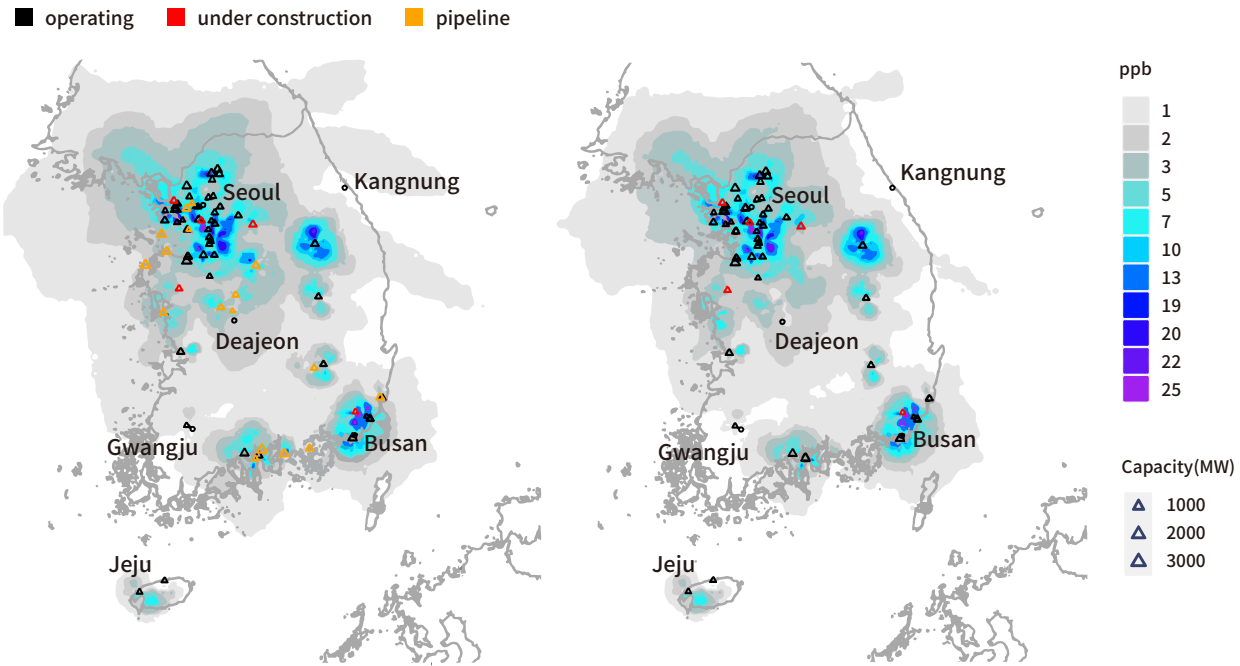 operating
under construction
pipeline
Seoul
Kangnung
Deajeon
Gwangju
Busan
Jeju
Seoul
Kangnung
Deajeon
Gwangju
Busan
Jeju
ppb
1
2
3
5
7
10
13
19
20
22
25
Capacity(MW)
1000
2000
3000